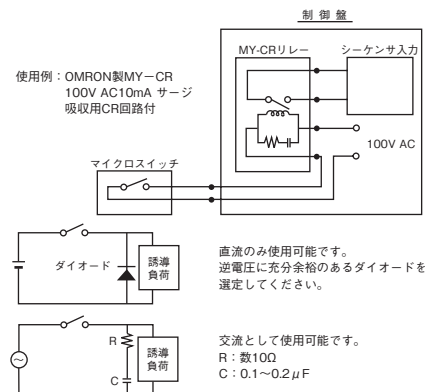 制 御 盤
MY-CRリレー
シーケンサ入力
使用例：OMRON製MY－CR
100V AC10mA サージ
吸収用CR回路付
100V AC
マイクロスイッチ
ダイオード
誘導
負荷
直流のみ使用可能です。
逆電圧に充分余裕のあるダイオードを
選定してください。
R
C
誘導
負荷
交流として使用可能です。
R：数10Ω
C：0.1～0.2μF